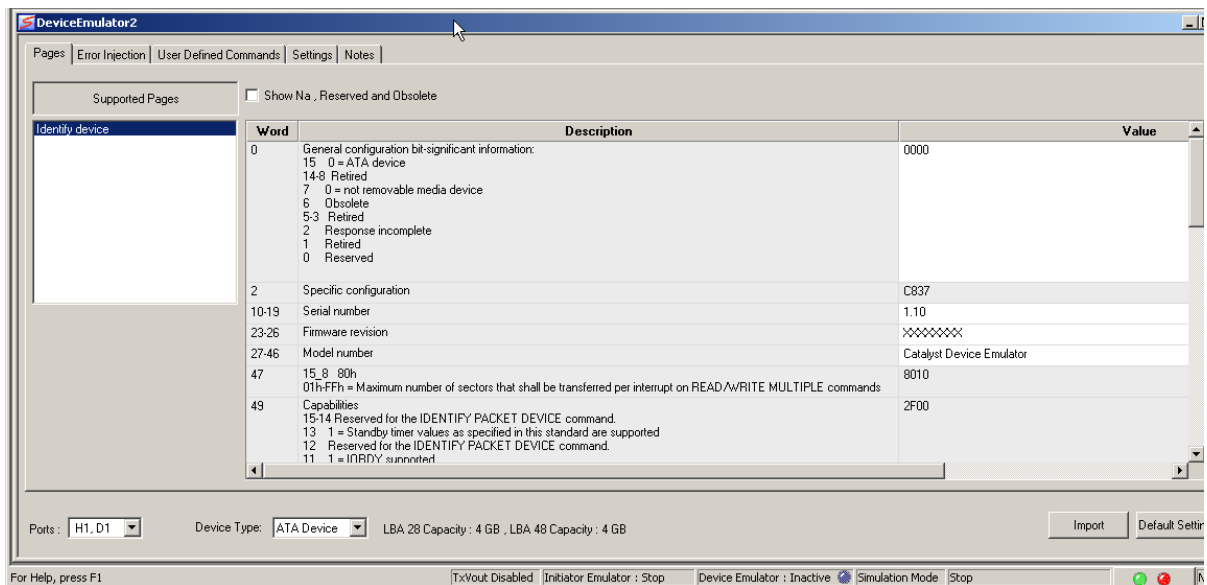 DeviceEmulator2
Pages Error Injection User Defined Commands Settings Notes
Supported Pages
Show Na , Reserved and Obsolete
Identify device
Word Description Value
0 General configuration bit-significant information: 0000
15 0 = ATA device
14-8 Retired
7 0 = not removable media device
6 Obsolete
5-3 Retired
2 Response incomplete
1 Retired
0 Reserved
2 Specific configuration C837
10-19 Serial number 1.10
23-26 Firmware revision XXXXXXXX
27-46 Model number Catalyst Device Emulator
47 15_8 80h 8010
01h-FFh = Maximum number of sectors that shall be transferred per interrupt on READ/WRITE MULTIPLE commands
49 Capabilities 2F00
15-14 Reserved for the IDENTIFY PACKET DEVICE command.
13 1 = Standby timer values as specified in this standard are supported
12 Reserved for the IDENTIFY PACKET DEVICE command.
11 1 = IORDY supported
Ports : H1, D1 Device Type: ATA Device LBA 28 Capacity : 4 GB , LBA 48 Capacity : 4 GB Import Default Settin
For Help, press F1 TxVout Disabled Initiator Emulator : Stop Device Emulator : Inactive Simulation Mode Stop